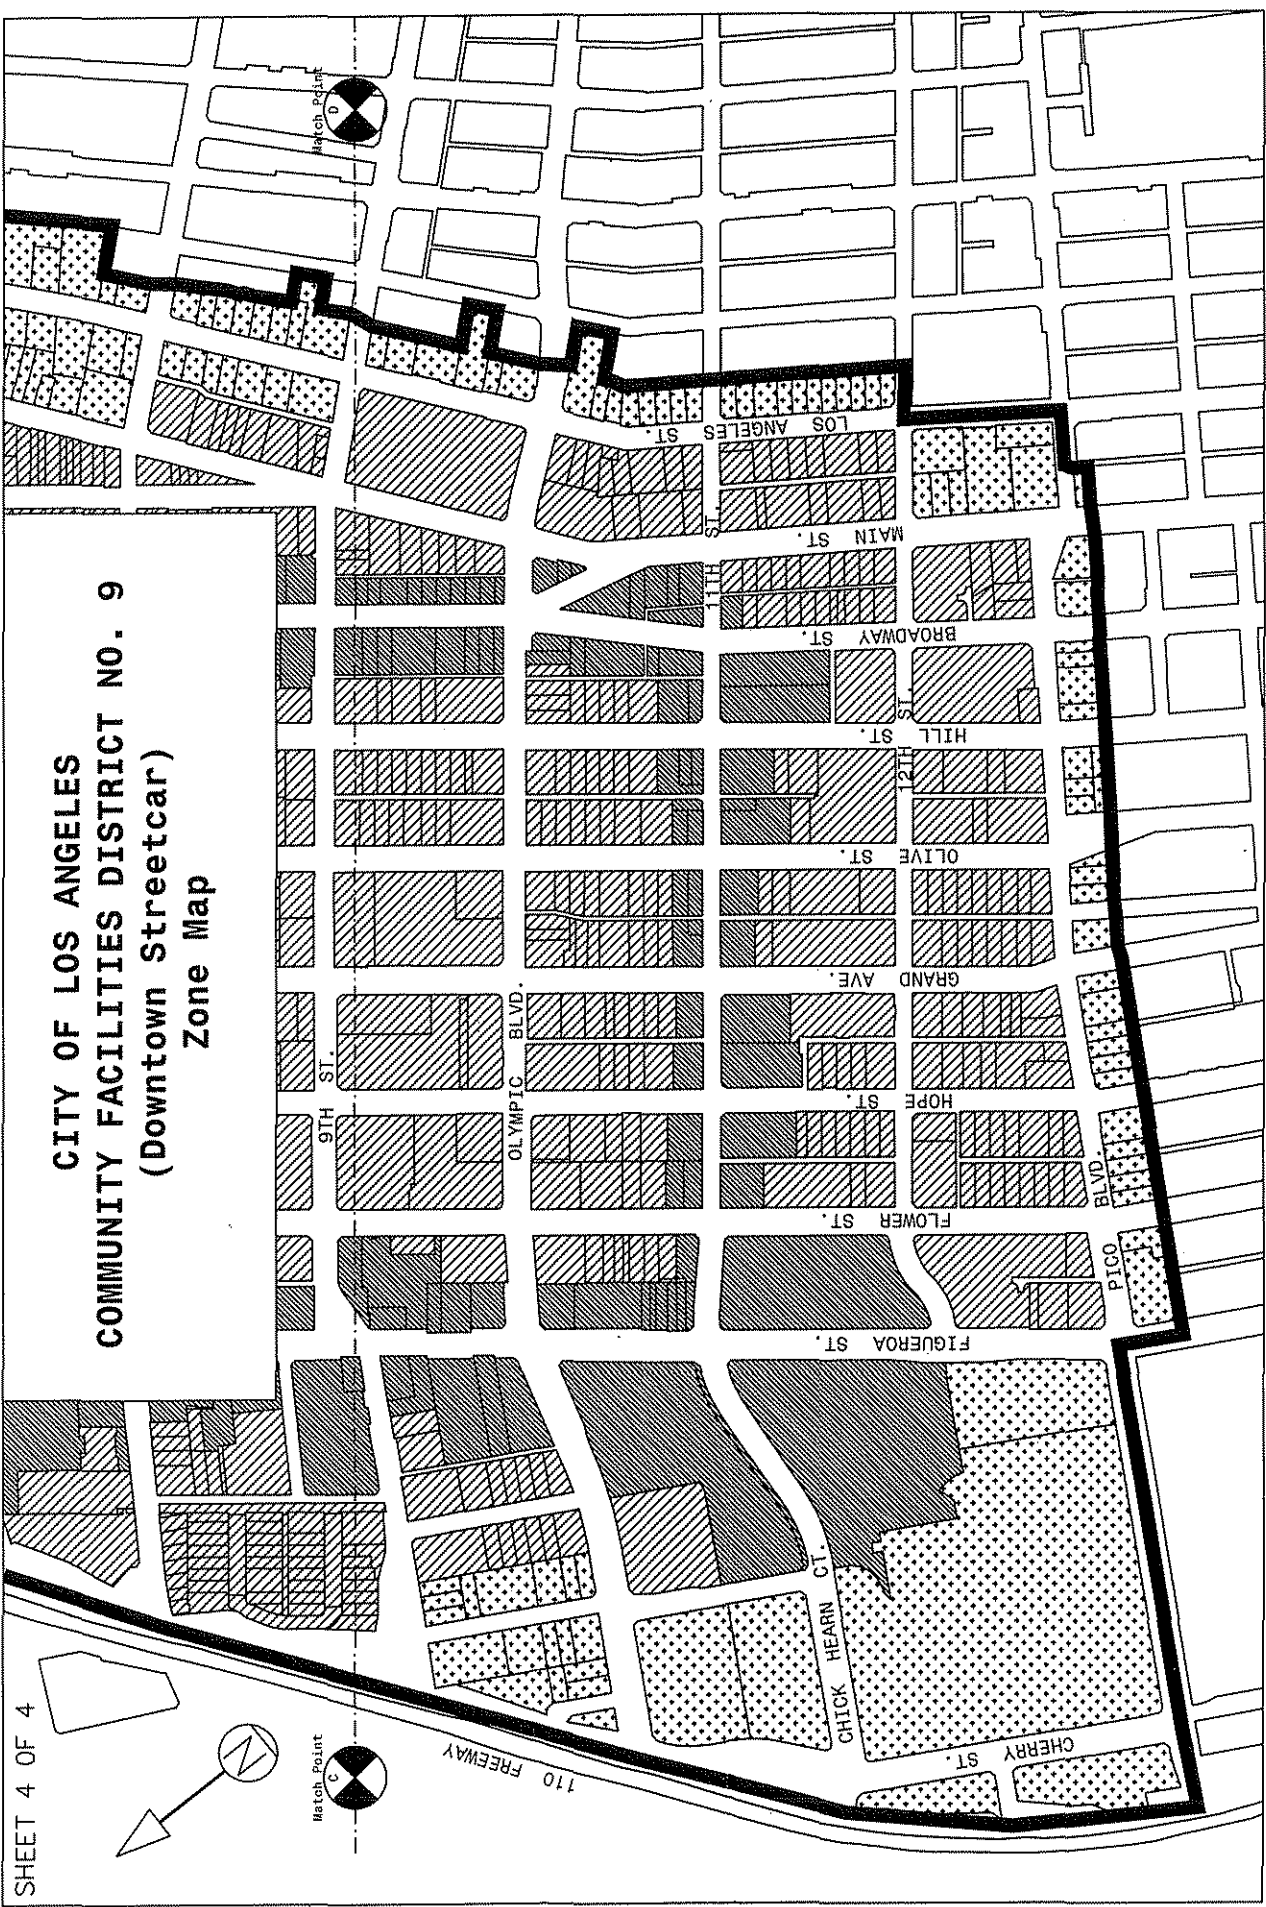 SHEET 4 OF 4
CITY OF LOS ANGELES
COMMUNITY FACILITIES DISTRICT NO. 9
(Downtown Streetcar)
Zone Map
N
Match Point
C
Match Point
D
110 FREEWAY
9TH ST.
OLYMPIC BLVD.
11TH ST.
12TH ST.
CHICK HEARN CT.
PICO BLVD.
CHERRY ST.
FIGUEROA ST.
FLOWER ST.
HOPE ST.
GRAND AVE.
OLIVE ST.
HILL ST.
BROADWAY ST.
MAIN ST.
LOS ANGELES ST.